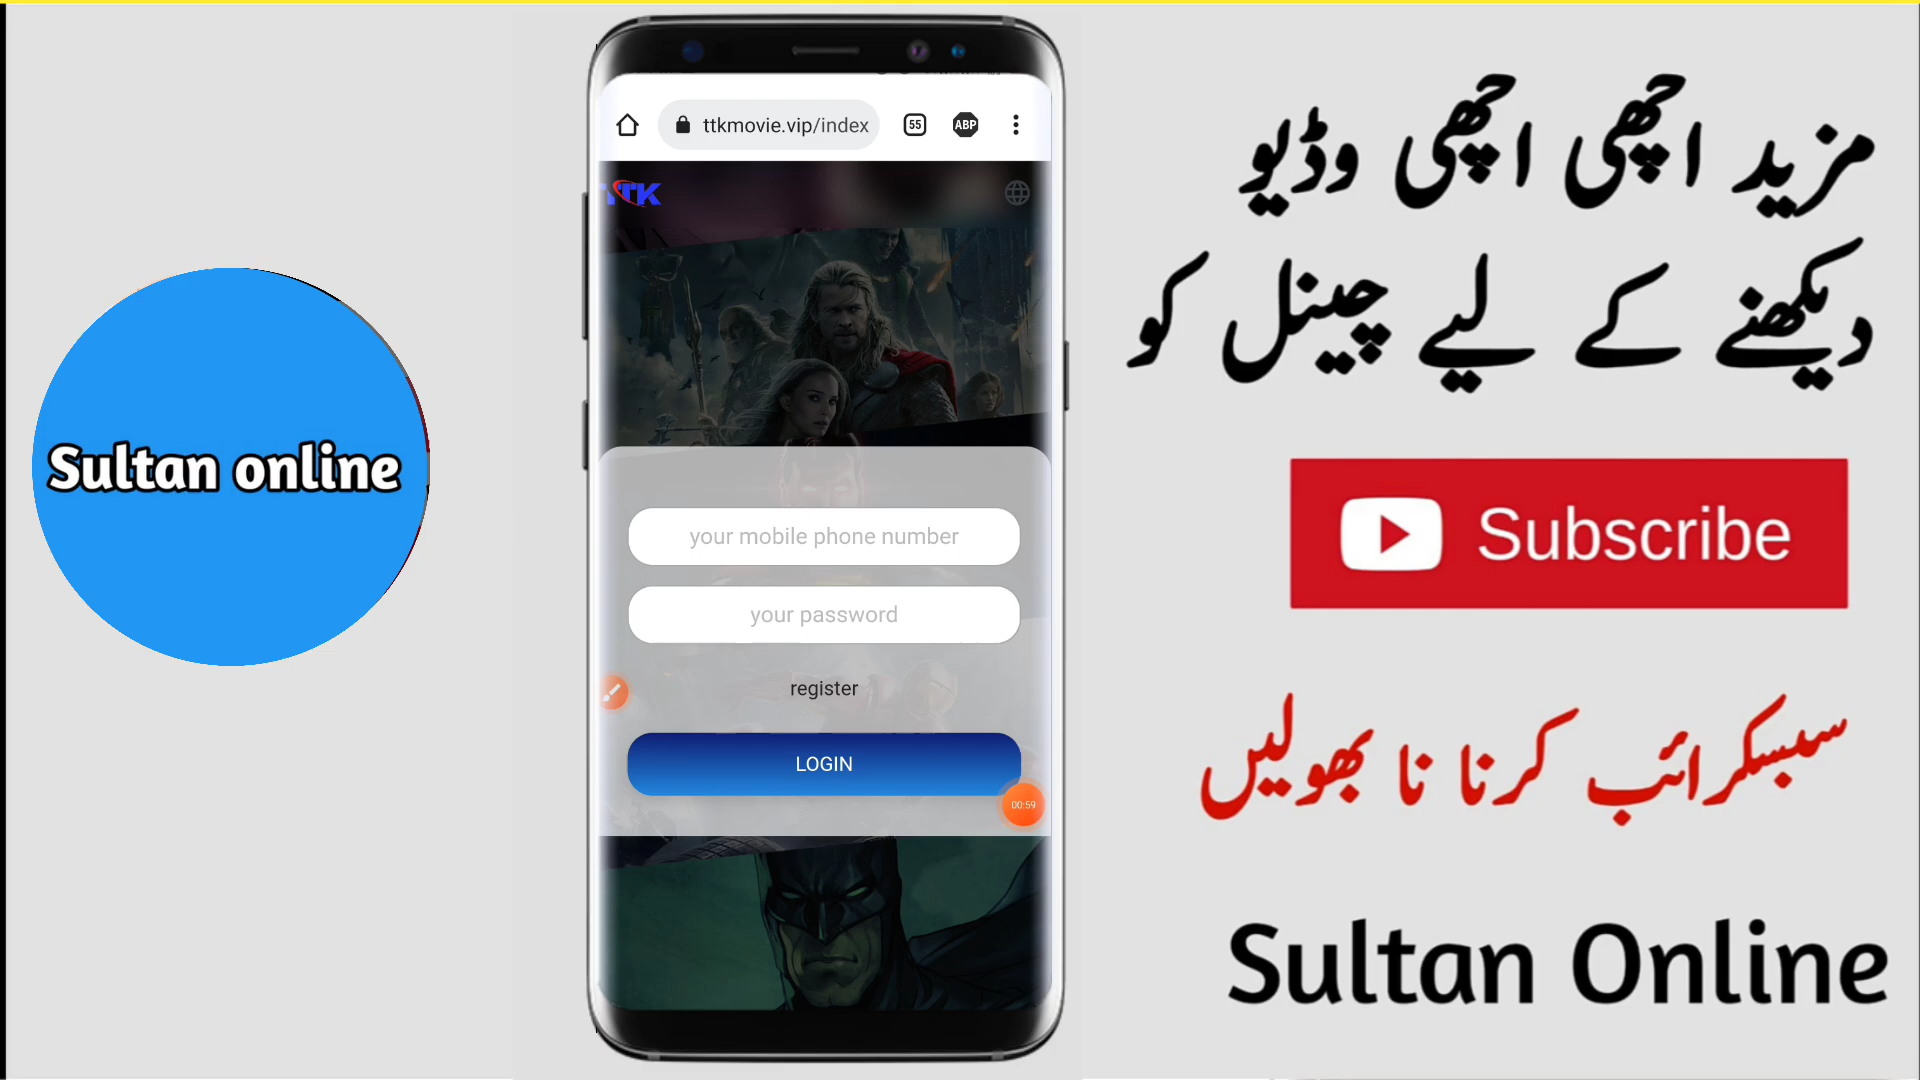 Sultan online
ttkmovie.vip/index
55
ABP
TTK
your mobile phone number
your password
register
LOGIN
00:59
مزید اچھی اچھی وڈیو
دیکھنے کے لیے چینل کو
Subscribe
سبسکرائب کرنا نا بھولیں
Sultan Online